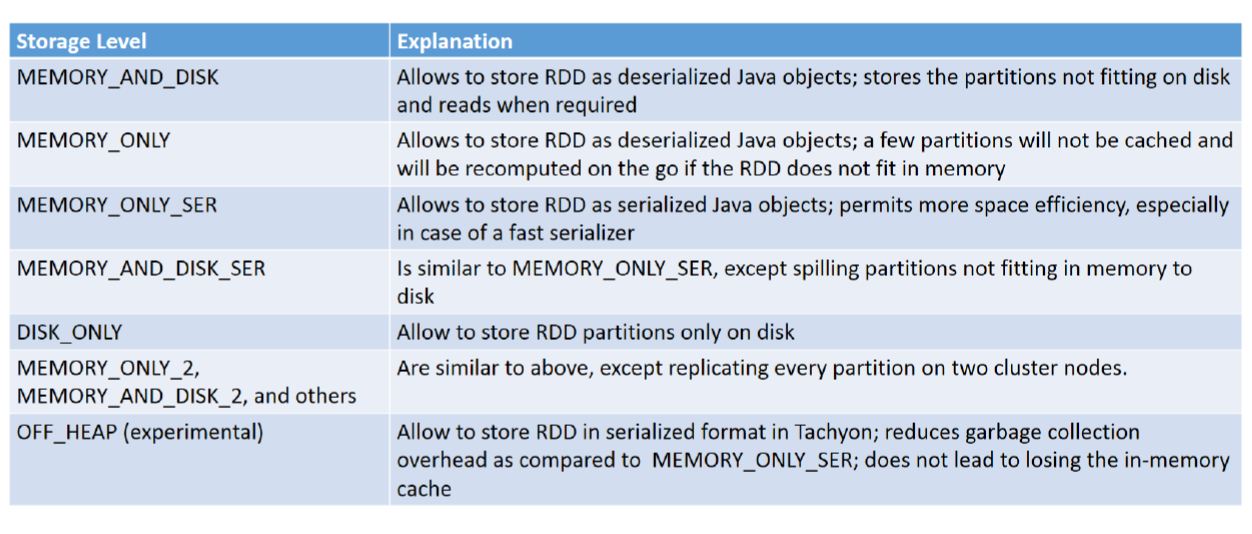 Storage Level
Explanation
MEMORY_AND_DISK
Allows to store RDD as deserialized Java objects; stores the partitions not fitting on disk
and reads when required
MEMORY_ONLY
Allows to store RDD as deserialized Java objects; a few partitions will not be cached and
will be recomputed on the go if the RDD does not fit in memory
MEMORY_ONLY_SER
Allows to store RDD as serialized Java objects; permits more space efficiency, especially
in case of a fast serializer
MEMORY_AND_DISK_SER
Is similar to MEMORY_ONLY_SER, except spilling partitions not fitting in memory to
disk
DISK_ONLY
Allow to store RDD partitions only on disk
MEMORY_ONLY_2,
MEMORY_AND_DISK_2, and others
Are similar to above, except replicating every partition on two cluster nodes.
OFF_HEAP (experimental)
Allow to store RDD in serialized format in Tachyon; reduces garbage collection
overhead as compared to MEMORY_ONLY_SER; does not lead to losing the in-memory
cache